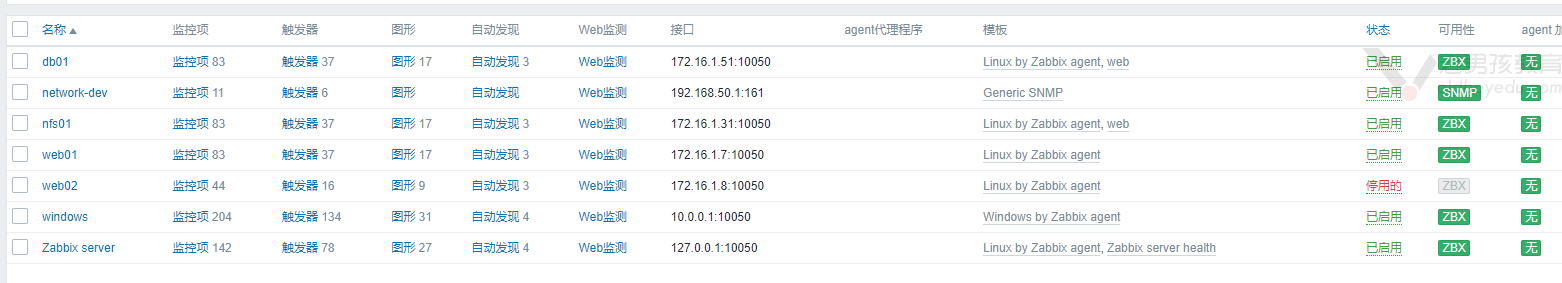 名称 监控项 触发器 图形 自动发现 Web监测 接口 agent代理程序 模板 状态 可用性 agent 加
db01 监控项 83 触发器 37 图形 17 自动发现 3 Web监测 172.16.1.51:10050 Linux by Zabbix agent, web 已启用 ZBX 无
network-dev 监控项 11 触发器 6 图形 自动发现 Web监测 192.168.50.1:161 Generic SNMP 已启用 SNMP 无
nfs01 监控项 83 触发器 37 图形 17 自动发现 3 Web监测 172.16.1.31:10050 Linux by Zabbix agent, web 已启用 ZBX 无
web01 监控项 83 触发器 37 图形 17 自动发现 3 Web监测 172.16.1.7:10050 Linux by Zabbix agent 已启用 ZBX 无
web02 监控项 44 触发器 16 图形 9 自动发现 3 Web监测 172.16.1.8:10050 Linux by Zabbix agent 停用的 ZBX 无
windows 监控项 204 触发器 134 图形 31 自动发现 4 Web监测 10.0.0.1:10050 Windows by Zabbix agent 已启用 ZBX 无
Zabbix server 监控项 142 触发器 78 图形 27 自动发现 4 Web监测 127.0.0.1:10050 Linux by Zabbix agent, Zabbix server health 已启用 ZBX 无